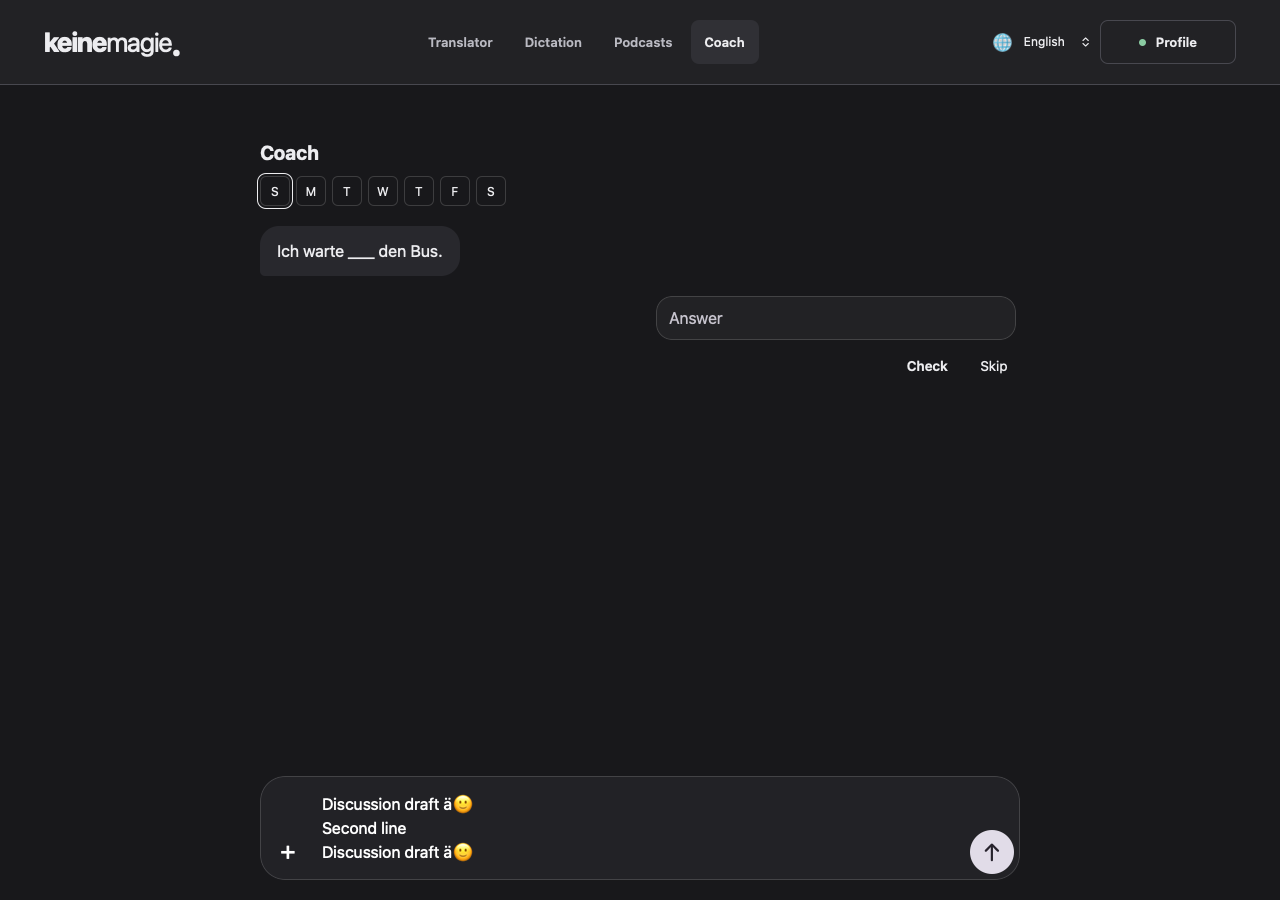 keinemagie.
Translator
Dictation
Podcasts
Coach
English
Profile
Coach
S M T W T F S
Ich warte ___ den Bus.
Answer
Check
Skip
Discussion draft ä🙂
Second line
Discussion draft ä🙂